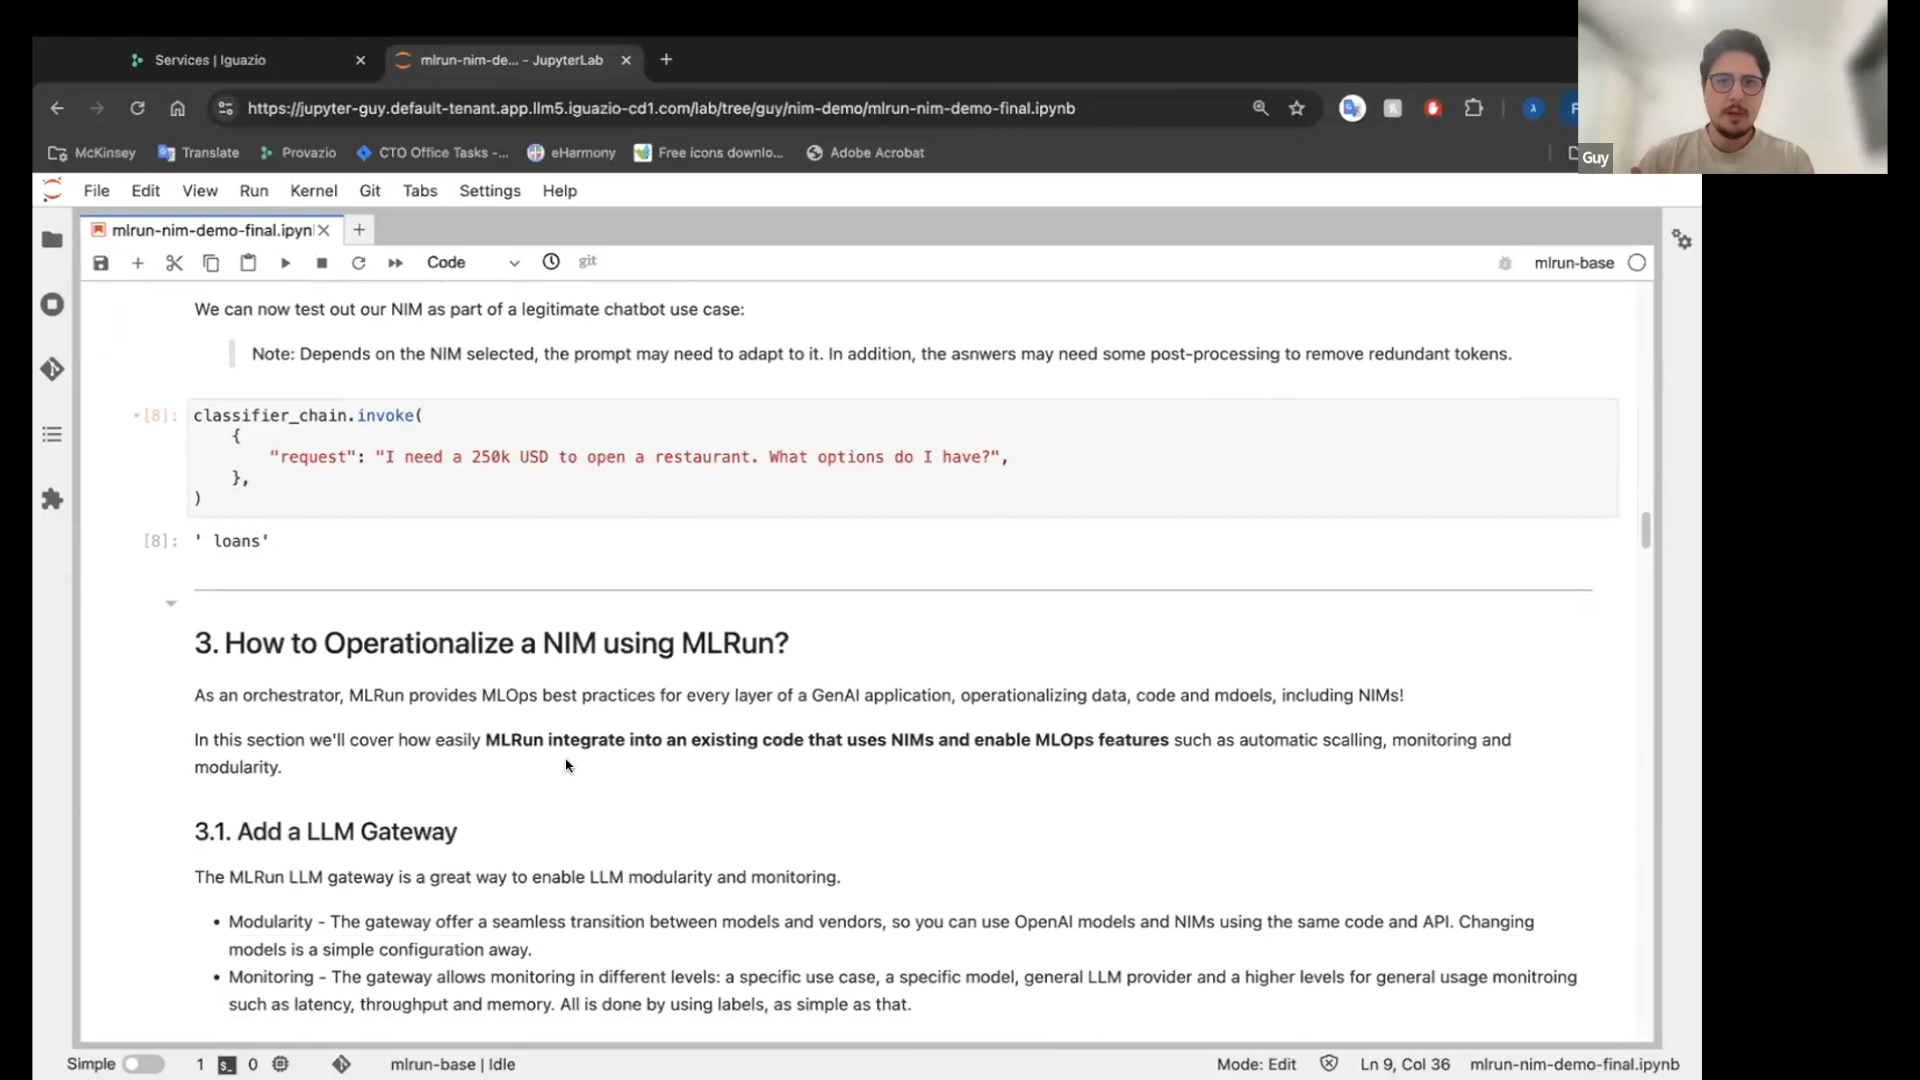 Services | Iguazio
mlrun-nim-de... - JupyterLab
https://jupyter-guy.default-tenant.app.llm5.iguazio-cd1.com/lab/tree/guy/nim-demo/mlrun-nim-demo-final.ipynb
McKinsey
Translate
Provazio
CTO Office Tasks -...
eHarmony
Free icons downlo...
Adobe Acrobat
Guy
File Edit View Run Kernel Git Tabs Settings Help
mlrun-nim-demo-final.ipyn
Code
git
mlrun-base
We can now test out our NIM as part of a legitimate chatbot use case:
Note: Depends on the NIM selected, the prompt may need to adapt to it. In addition, the asnwers may need some post-processing to remove redundant tokens.
[8]: classifier_chain.invoke(
{
"request": "I need a 250k USD to open a restaurant. What options do I have?",
},
)
[8]: ' loans'
3. How to Operationalize a NIM using MLRun?
As an orchestrator, MLRun provides MLOps best practices for every layer of a GenAI application, operationalizing data, code and mdoels, including NIMs!
In this section we'll cover how easily MLRun integrate into an existing code that uses NIMs and enable MLOps features such as automatic scalling, monitoring and
modularity.
3.1. Add a LLM Gateway
The MLRun LLM gateway is a great way to enable LLM modularity and monitoring.
• Modularity - The gateway offer a seamless transition between models and vendors, so you can use OpenAI models and NIMs using the same code and API. Changing
models is a simple configuration away.
• Monitoring - The gateway allows monitoring in different levels: a specific use case, a specific model, general LLM provider and a higher levels for general usage monitroing
such as latency, throughput and memory. All is done by using labels, as simple as that.
Simple 1 $_ 0 mlrun-base | Idle Mode: Edit Ln 9, Col 36 mlrun-nim-demo-final.ipynb